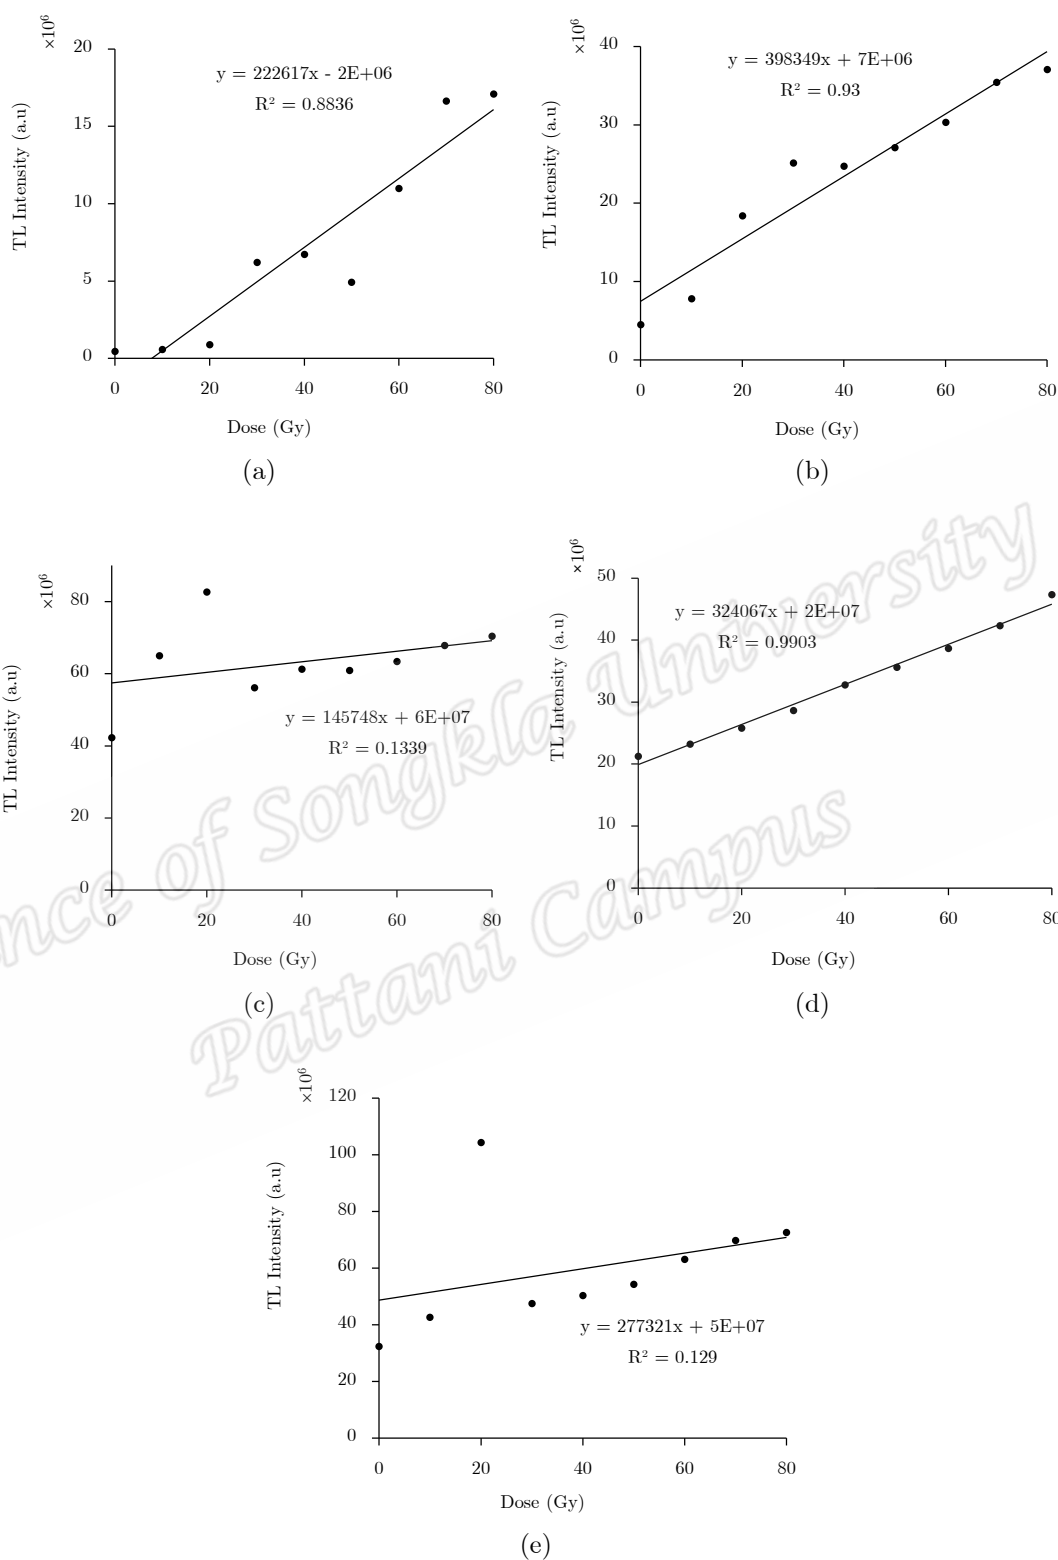 ×10⁶
20
y = 222617x - 2E+06
R² = 0.8836
15
TL Intensity (a.u)
10
5
0
0 20 40 60 80
Dose (Gy)
(a)
×10⁶
40
y = 398349x + 7E+06
R² = 0.93
30
TL Intensity (a.u)
20
10
0
0 20 40 60 80
Dose (Gy)
(b)
×10⁶
80
60
TL Intensity (a.u)
y = 145748x + 6E+07
R² = 0.1339
40
20
0
0 20 40 60 80
Dose (Gy)
(c)
×10⁶
50
y = 324067x + 2E+07
R² = 0.9903
40
TL Intensity (a.u)
30
20
10
0
0 20 40 60 80
Dose (Gy)
(d)
×10⁶
120
100
80
TL Intensity (a.u)
60
40
y = 277321x + 5E+07
R² = 0.129
20
0
0 20 40 60 80
Dose (Gy)
(e)
of Songkla University
Pattani Campus